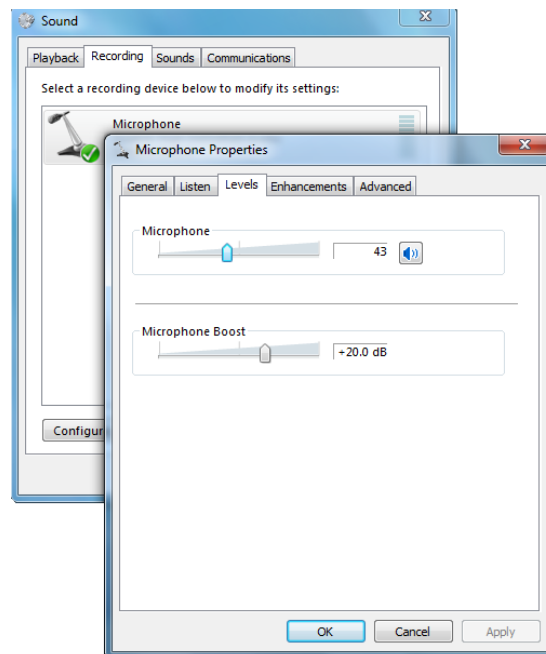 Sound
Playback Recording Sounds Communications
Select a recording device below to modify its settings:
Microphone
Microphone Properties
General Listen Levels Enhancements Advanced
Microphone
43
Microphone Boost
+20.0 dB
Configur
OK Cancel Apply